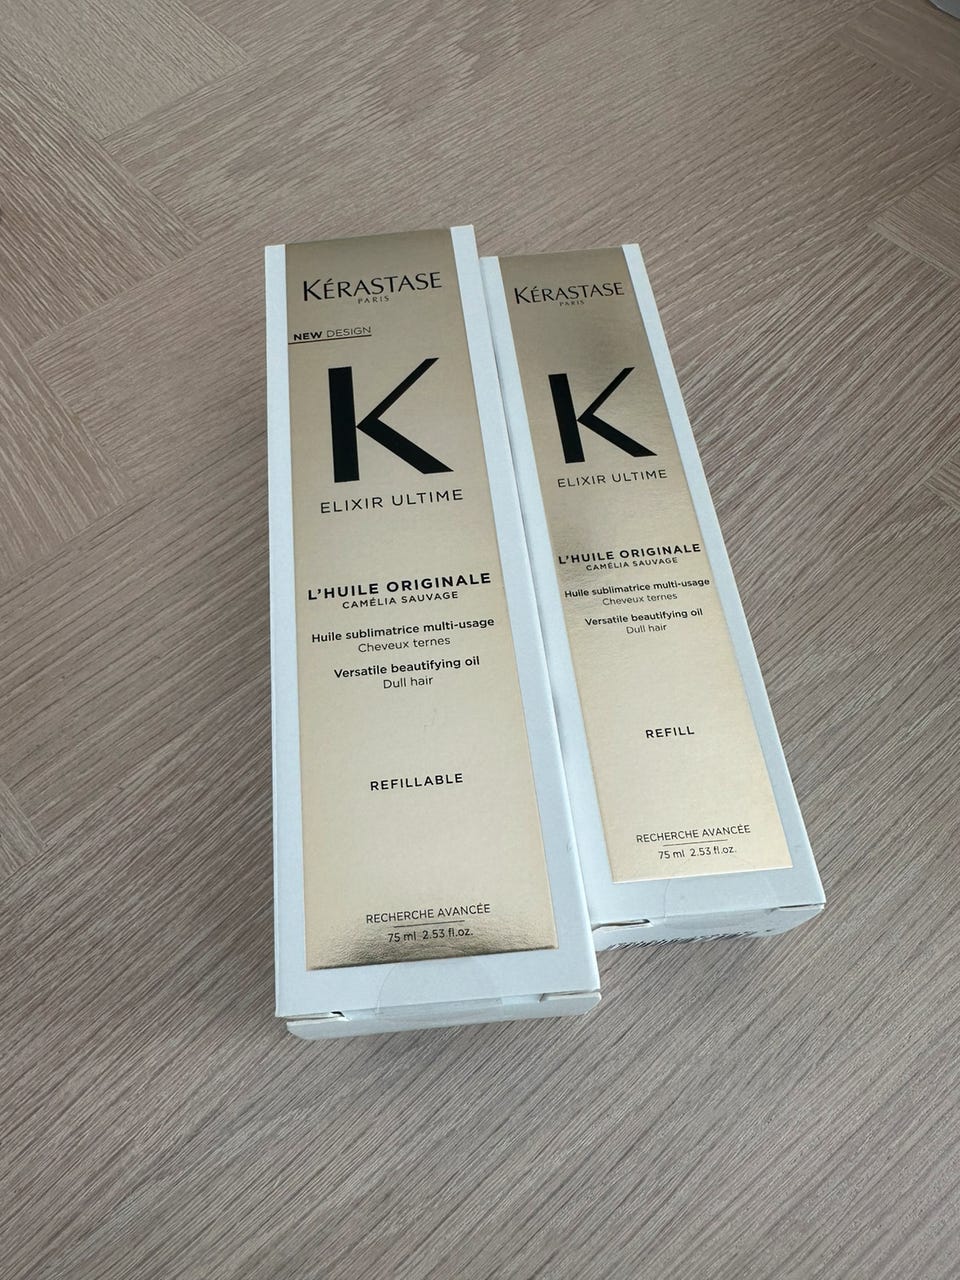 KÉRASTASE
PARIS
NEW DESIGN
K
ELIXIR ULTIME
L'HUILE ORIGINALE
CAMÉLIA SAUVAGE
Huile sublimatrice multi-usage
Cheveux ternes
Versatile beautifying oil
Dull hair
REFILLABLE
RECHERCHE AVANCÉE
75 ml 2.53 fl.oz.
KÉRASTASE
PARIS
K
ELIXIR ULTIME
L'HUILE ORIGINALE
CAMÉLIA SAUVAGE
Huile sublimatrice multi-usage
Cheveux ternes
Versatile beautifying oil
Dull hair
REFILL
RECHERCHE AVANCÉE
75 ml 2.53 fl.oz.